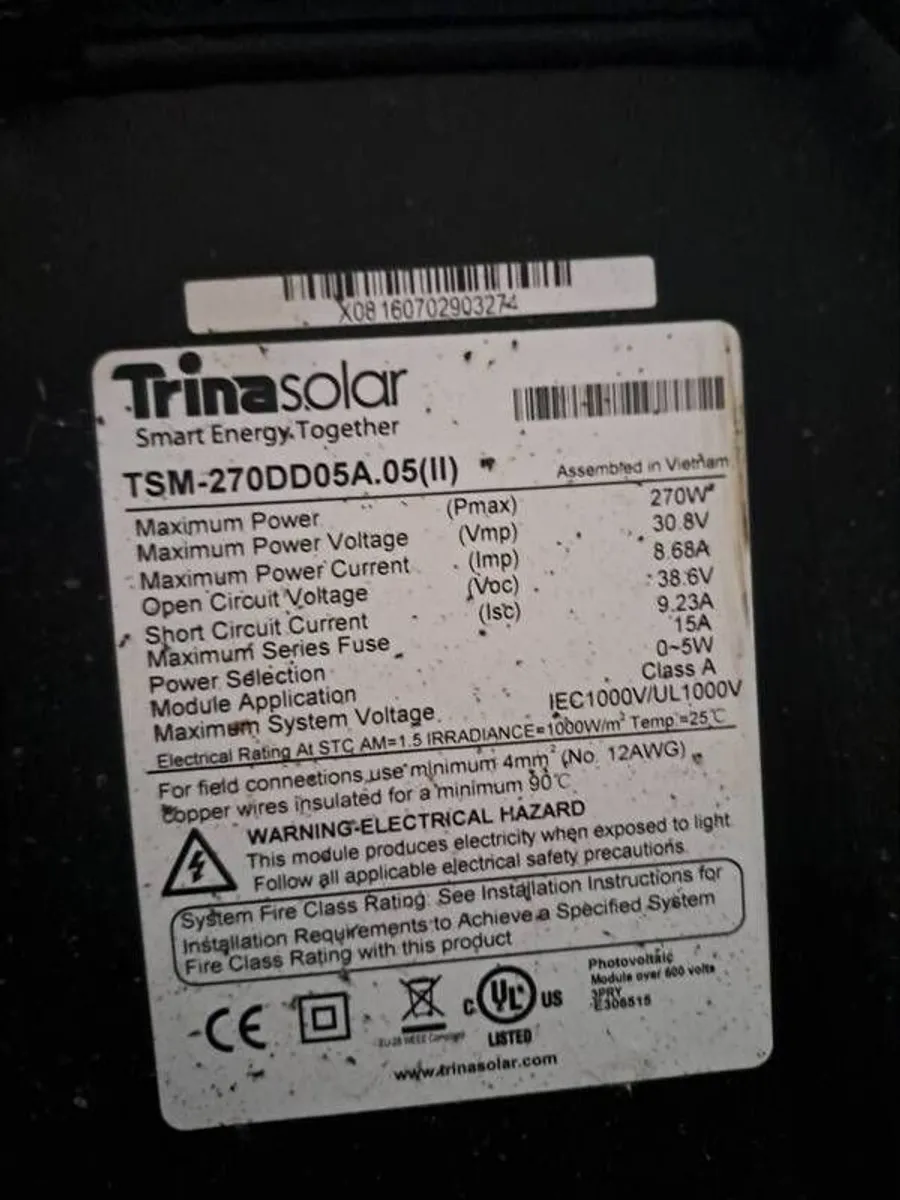 X08160702903274
Trinasolar
Smart Energy Together
TSM-270DD05A.05(II)
Assembled in Vietnam
Maximum Power (Pmax) 270W
Maximum Power Voltage (Vmp) 30.8V
Maximum Power Current (Imp) 8.68A
Open Circuit Voltage (Voc) 38.6V
Short Circuit Current (Isc) 9.23A
Maximum Series Fuse 15A
Power Selection 0~5W
Module Application Class A
Maximum System Voltage IEC1000V/UL1000V
Electrical Rating At STC AM=1.5 IRRADIANCE=1000W/m² Temp=25℃
For field connections,use minimum 4mm² (No. 12AWG)
copper wires insulated for a minimum 90℃
WARNING-ELECTRICAL HAZARD
This module produces electricity when exposed to light
Follow all applicable electrical safety precautions.
System Fire Class Rating: See Installation Instructions for
Installation Requirements to Achieve a Specified System
Fire Class Rating with this product
CE
c UL US
LISTED
Photovoltaic
Module over 600 volts
3PRY
E306515
EU-28 WEEE
www.trinasolar.com